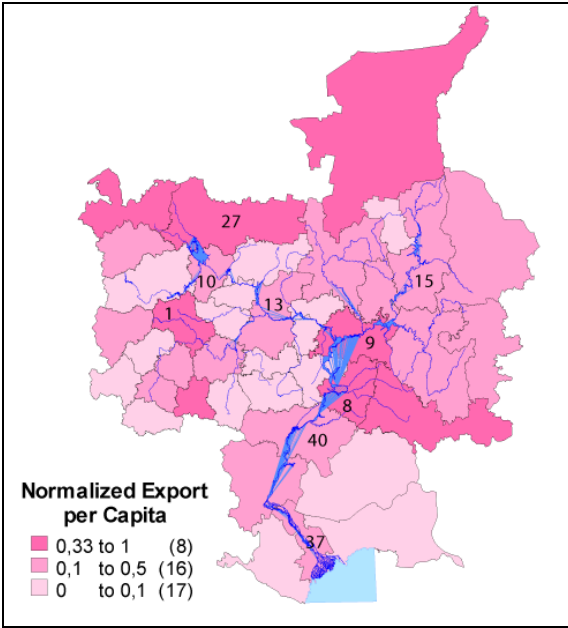 27
15
10
13
1
9
8
40
37
Normalized Export
per Capita
0,33 to 1 (8)
0,1 to 0,5 (16)
0 to 0,1 (17)